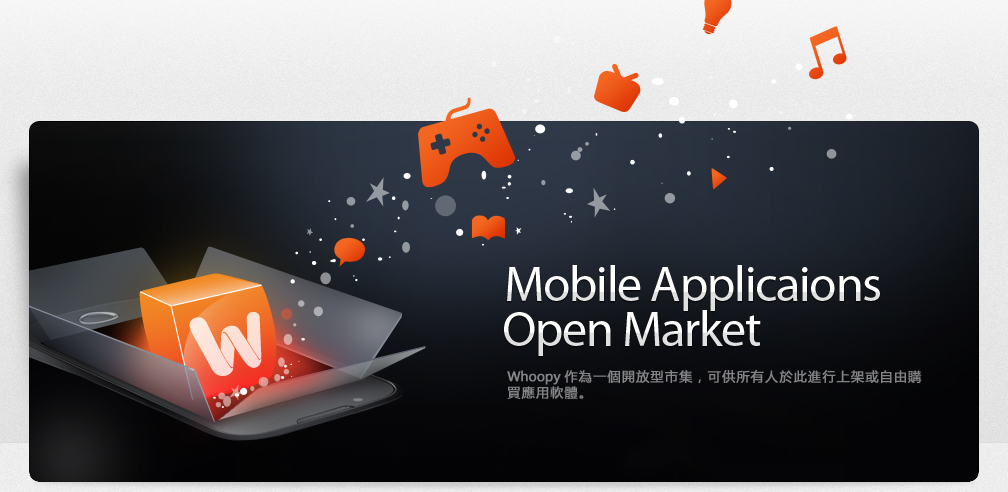 W
Mobile Applicaions
Open Market
Whoopy 作為一個開放型市集，可供所有人於此進行上架或自由購
買應用軟體。